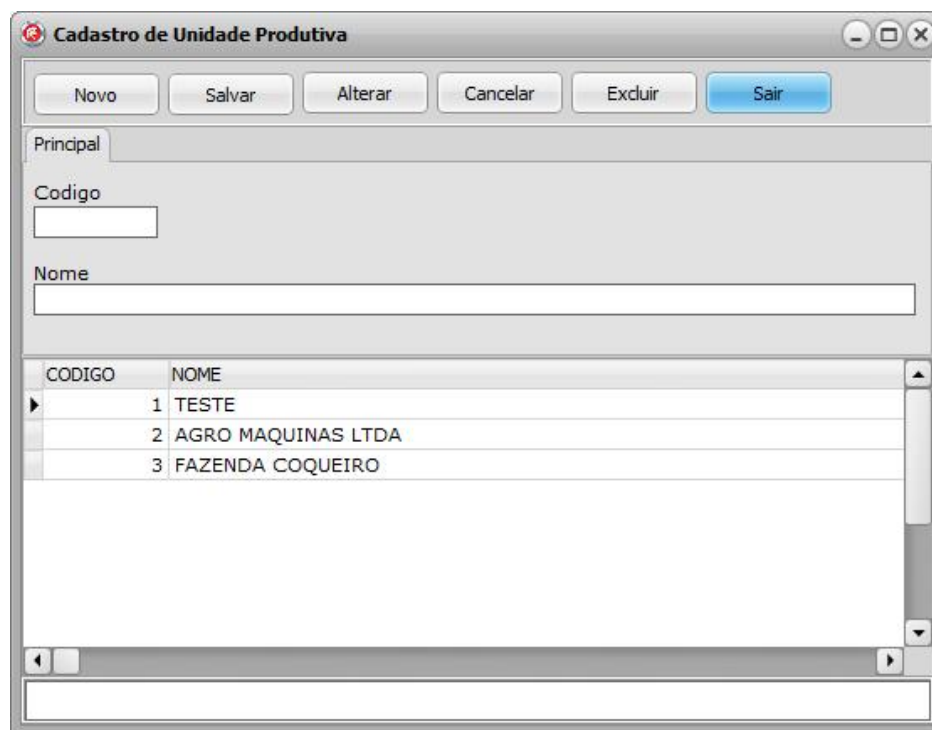 Cadastro de Unidade Produtiva
Novo Salvar Alterar Cancelar Excluir Sair
Principal
Codigo
Nome
CODIGO NOME
1 TESTE
2 AGRO MAQUINAS LTDA
3 FAZENDA COQUEIRO